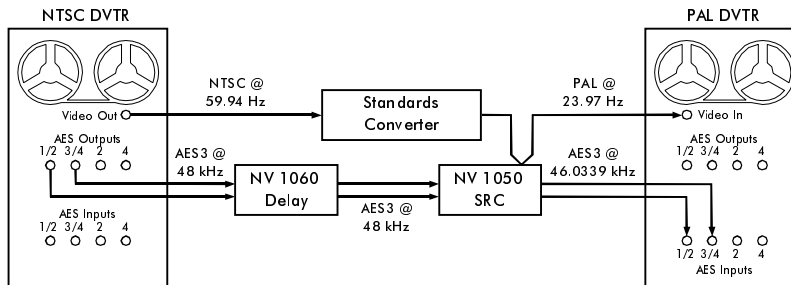 NTSC DVTR
PAL DVTR
NTSC @
59.94 Hz
Standards
Converter
PAL @
23.97 Hz
Video Out
Video In
AES Outputs
1/2 3/4 2 4
AES Outputs
1/2 3/4 2 4
AES3 @
48 kHz
NV 1060
Delay
AES3 @
48 kHz
NV 1050
SRC
AES3 @
46.0339 kHz
AES Inputs
1/2 3/4 2 4
1/2 3/4 2 4
AES Inputs